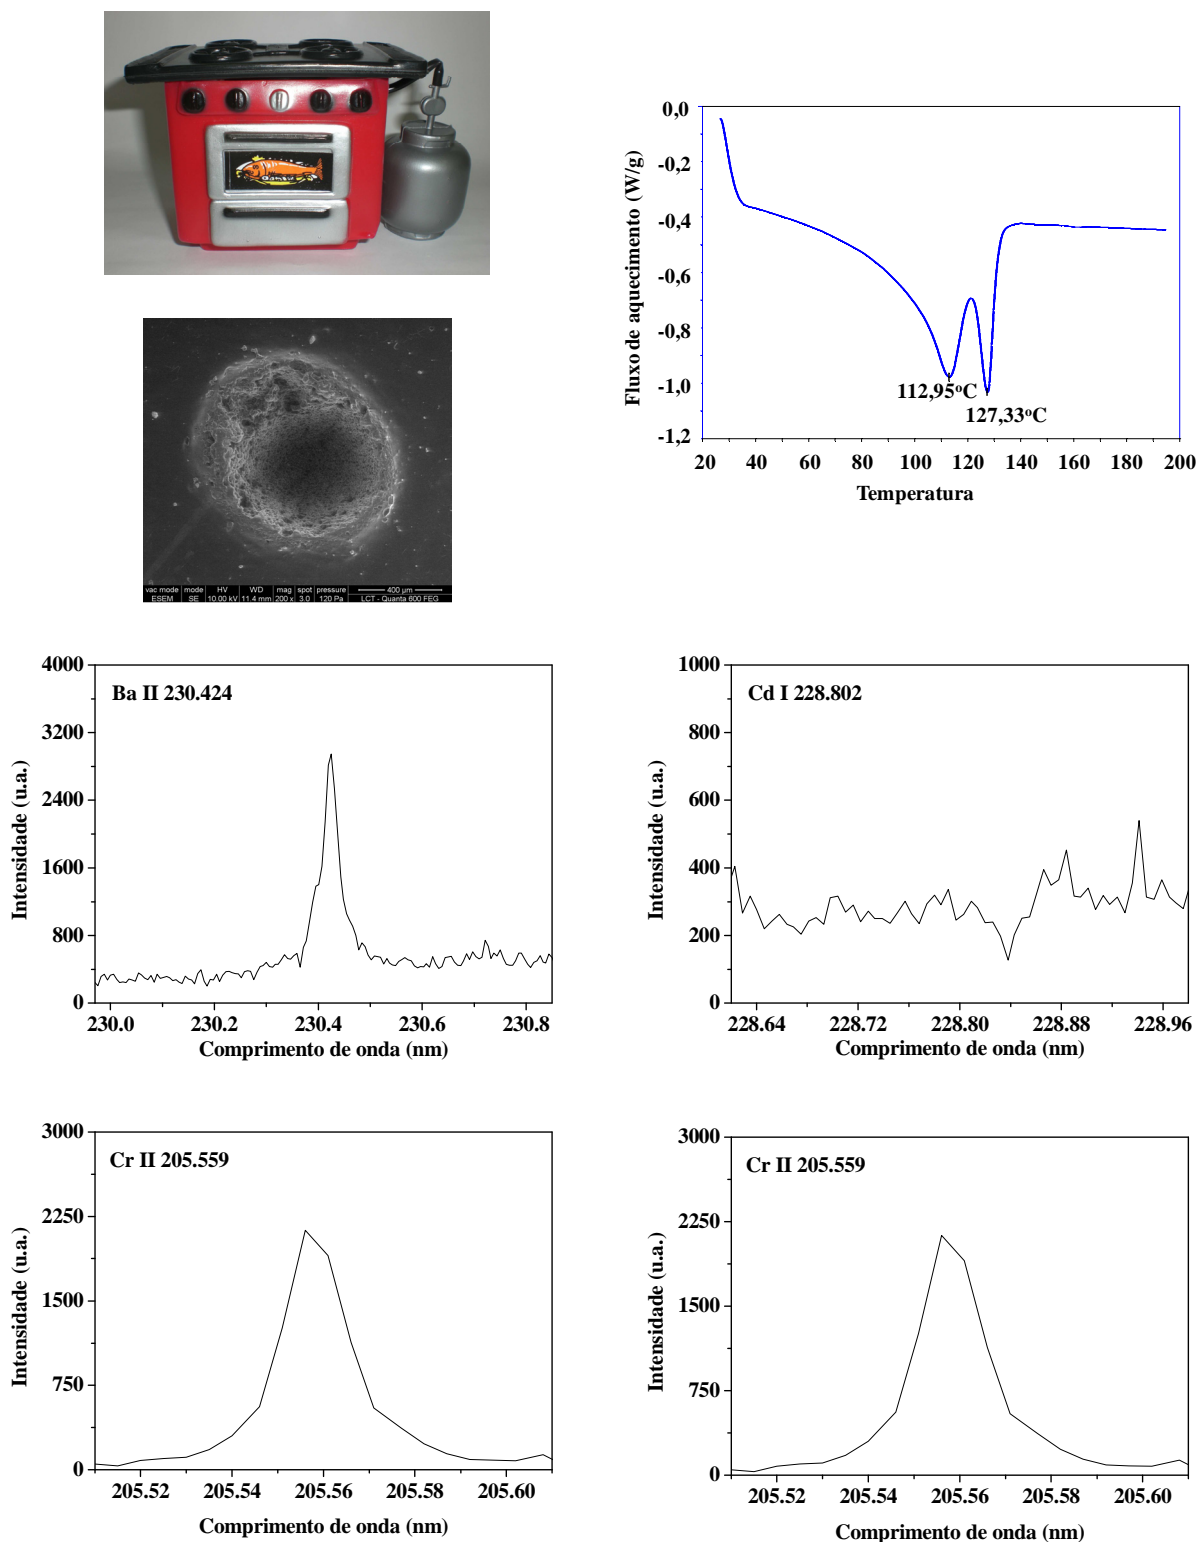 0,0
-0,2
-0,4
-0,6
-0,8
-1,0
-1,2
Fluxo de aquecimento (W/g)
112,95ºC
127,33ºC
20 40 60 80 100 120 140 160 180 200
Temperatura
vac mode mode HV WD mag spot pressure 400 µm
ESEM SE 10.00 kV 11.4 mm 200 x 3.0 120 Pa LCT - Quanta 600 FEG
4000
3200
2400
1600
800
0
Intensidade (u.a.)
Ba II 230.424
230.0 230.2 230.4 230.6 230.8
Comprimento de onda (nm)
1000
800
600
400
200
0
Intensidade (u.a.)
Cd I 228.802
228.64 228.72 228.80 228.88 228.96
Comprimento de onda (nm)
3000
2250
1500
750
0
Intensidade (u.a.)
Cr II 205.559
205.52 205.54 205.56 205.58 205.60
Comprimento de onda (nm)
3000
2250
1500
750
0
Intensidade (u.a.)
Cr II 205.559
205.52 205.54 205.56 205.58 205.60
Comprimento de onda (nm)